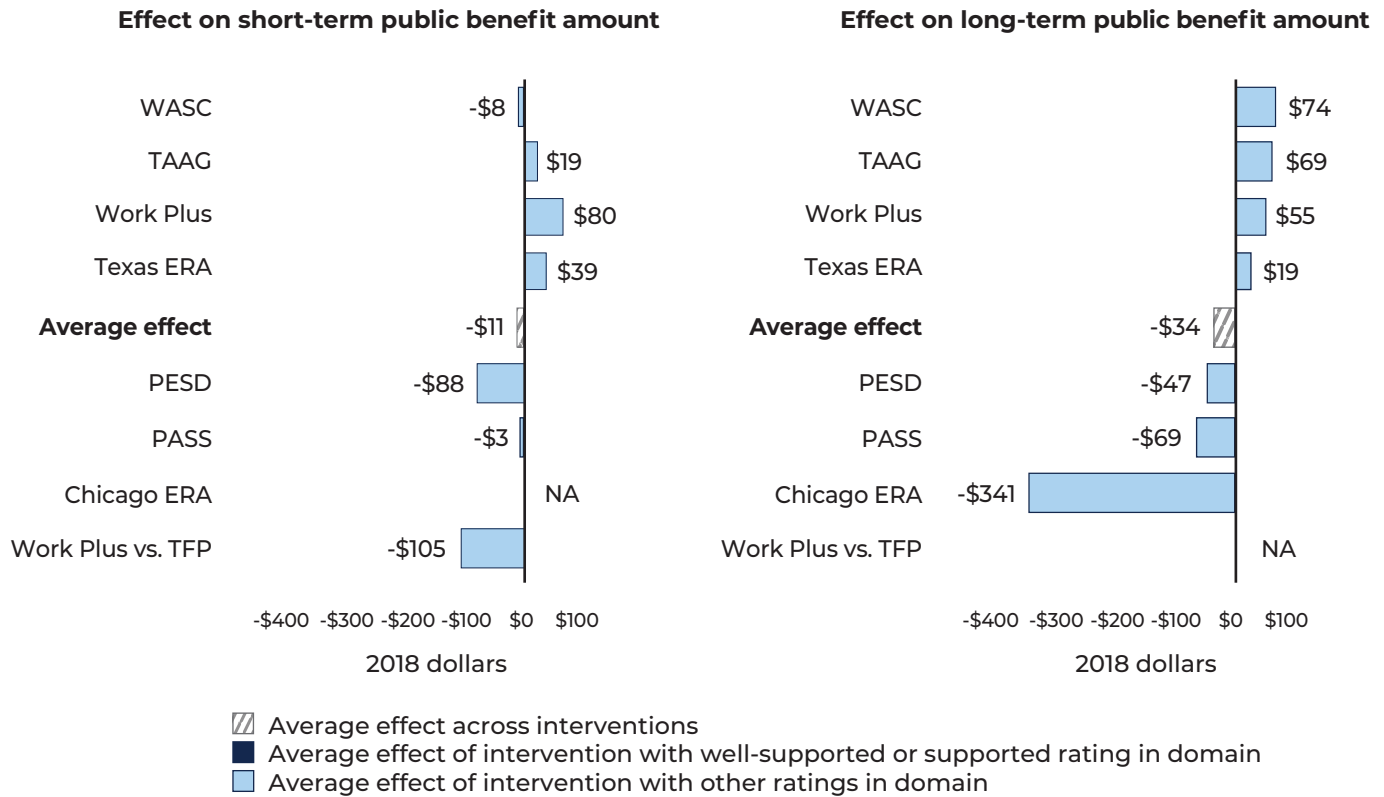 Effect on short-term public benefit amount
WASC
-$8
TAAG
$19
Work Plus
$80
Texas ERA
$39
Average effect
-$11
PESD
-$88
PASS
-$3
Chicago ERA
NA
Work Plus vs. TFP
-$105
-$400 -$300 -$200 -$100 $0 $100
2018 dollars
Effect on long-term public benefit amount
WASC
$74
TAAG
$69
Work Plus
$55
Texas ERA
$19
Average effect
-$34
PESD
-$47
PASS
-$69
Chicago ERA
-$341
Work Plus vs. TFP
NA
-$400 -$300 -$200 -$100 $0 $100
2018 dollars
Average effect across interventions
Average effect of intervention with well-supported or supported rating in domain
Average effect of intervention with other ratings in domain